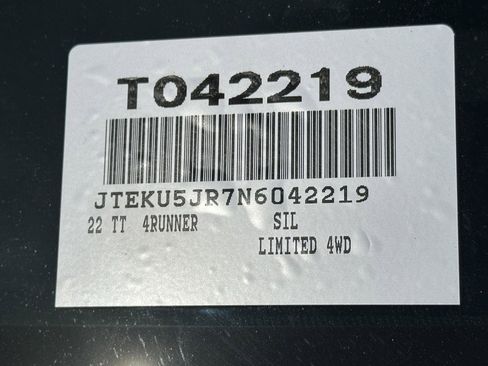 T042219
JTEKU5JR7N6042219
22 TT 4RUNNER SIL
LIMITED 4WD